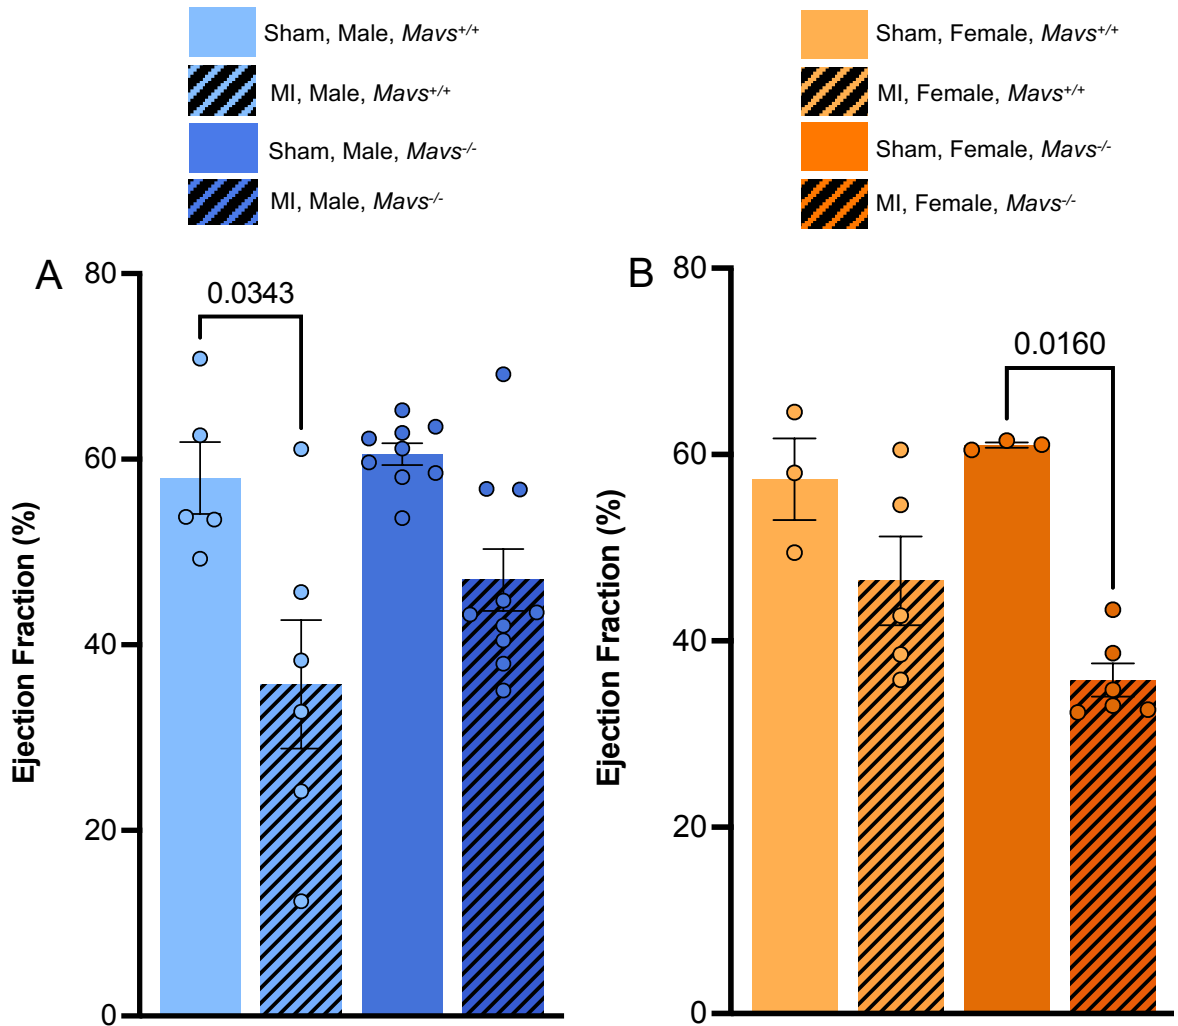 Sham, Male, Mavs+/+
MI, Male, Mavs+/+
Sham, Male, Mavs-/-
MI, Male, Mavs-/-
Sham, Female, Mavs+/+
MI, Female, Mavs+/+
Sham, Female, Mavs-/-
MI, Female, Mavs-/-
A
80
60
40
20
0
Ejection Fraction (%)
0.0343
B
80
60
40
20
0
Ejection Fraction (%)
0.0160